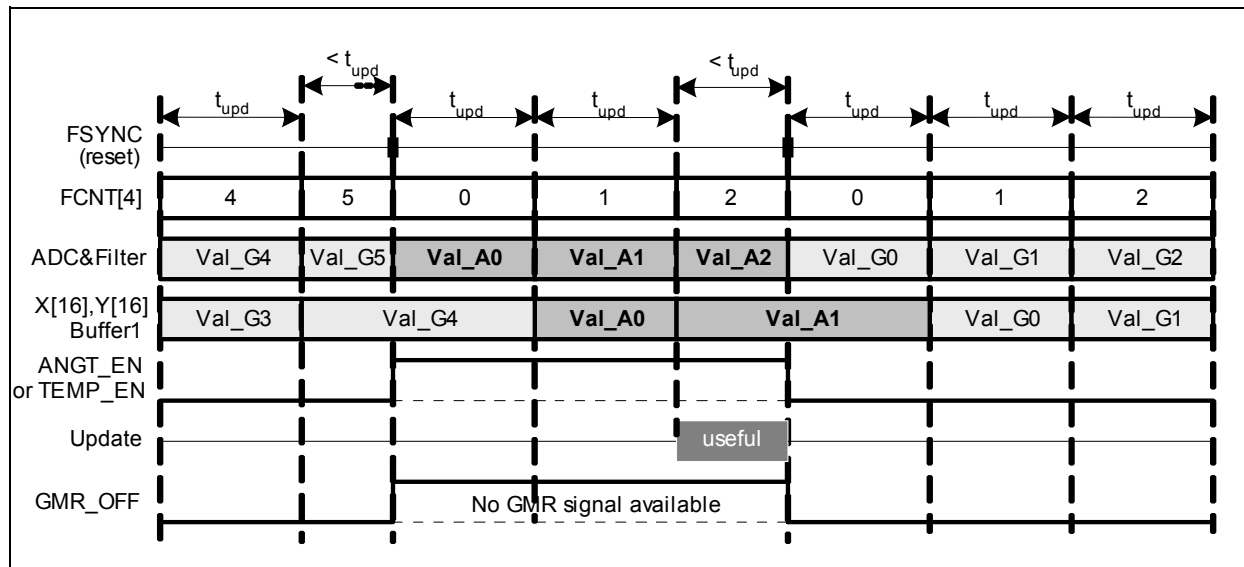 < tupd < tupd
tupd tupd tupd tupd tupd tupd
FSYNC
(reset)
FCNT[4] 4 5 0 1 2 0 1 2
ADC&Filter Val_G4 Val_G5 Val_A0 Val_A1 Val_A2 Val_G0 Val_G1 Val_G2
X[16],Y[16]
Buffer1 Val_G3 Val_G4 Val_A0 Val_A1 Val_G0 Val_G1
ANGT_EN
or TEMP_EN
Update useful
GMR_OFF No GMR signal available